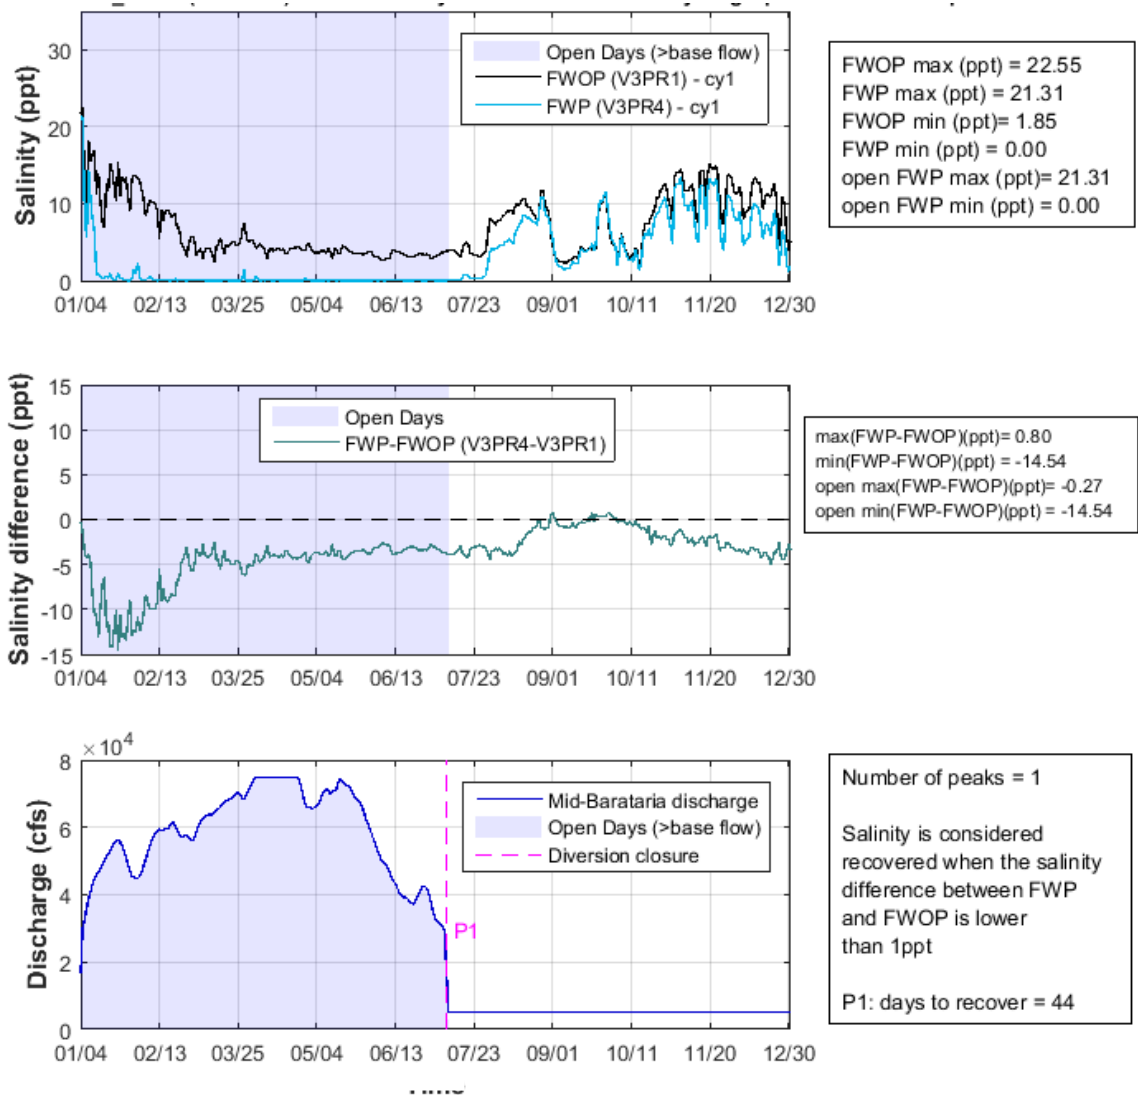 30
20
10
0
Salinity (ppt)
Open Days (>base flow)
FWOP (V3PR1) - cy1
FWP (V3PR4) - cy1
01/04 02/13 03/25 05/04 06/13 07/23 09/01 10/11 11/20 12/30
FWOP max (ppt) = 22.55
FWP max (ppt) = 21.31
FWOP min (ppt)= 1.85
FWP min (ppt) = 0.00
open FWP max (ppt)= 21.31
open FWP min (ppt) = 0.00
15
10
5
0
-5
-10
-15
Salinity difference (ppt)
Open Days
FWP-FWOP (V3PR4-V3PR1)
01/04 02/13 03/25 05/04 06/13 07/23 09/01 10/11 11/20 12/30
max(FWP-FWOP)(ppt)= 0.80
min(FWP-FWOP)(ppt) = -14.54
open max(FWP-FWOP)(ppt)= -0.27
open min(FWP-FWOP)(ppt) = -14.54
×10⁴
8
6
4
2
0
Discharge (cfs)
Mid-Barataria discharge
Open Days (>base flow)
Diversion closure
P1
01/04 02/13 03/25 05/04 06/13 07/23 09/01 10/11 11/20 12/30
Number of peaks = 1
Salinity is considered
recovered when the salinity
difference between FWP
and FWOP is lower
than 1ppt
P1: days to recover = 44